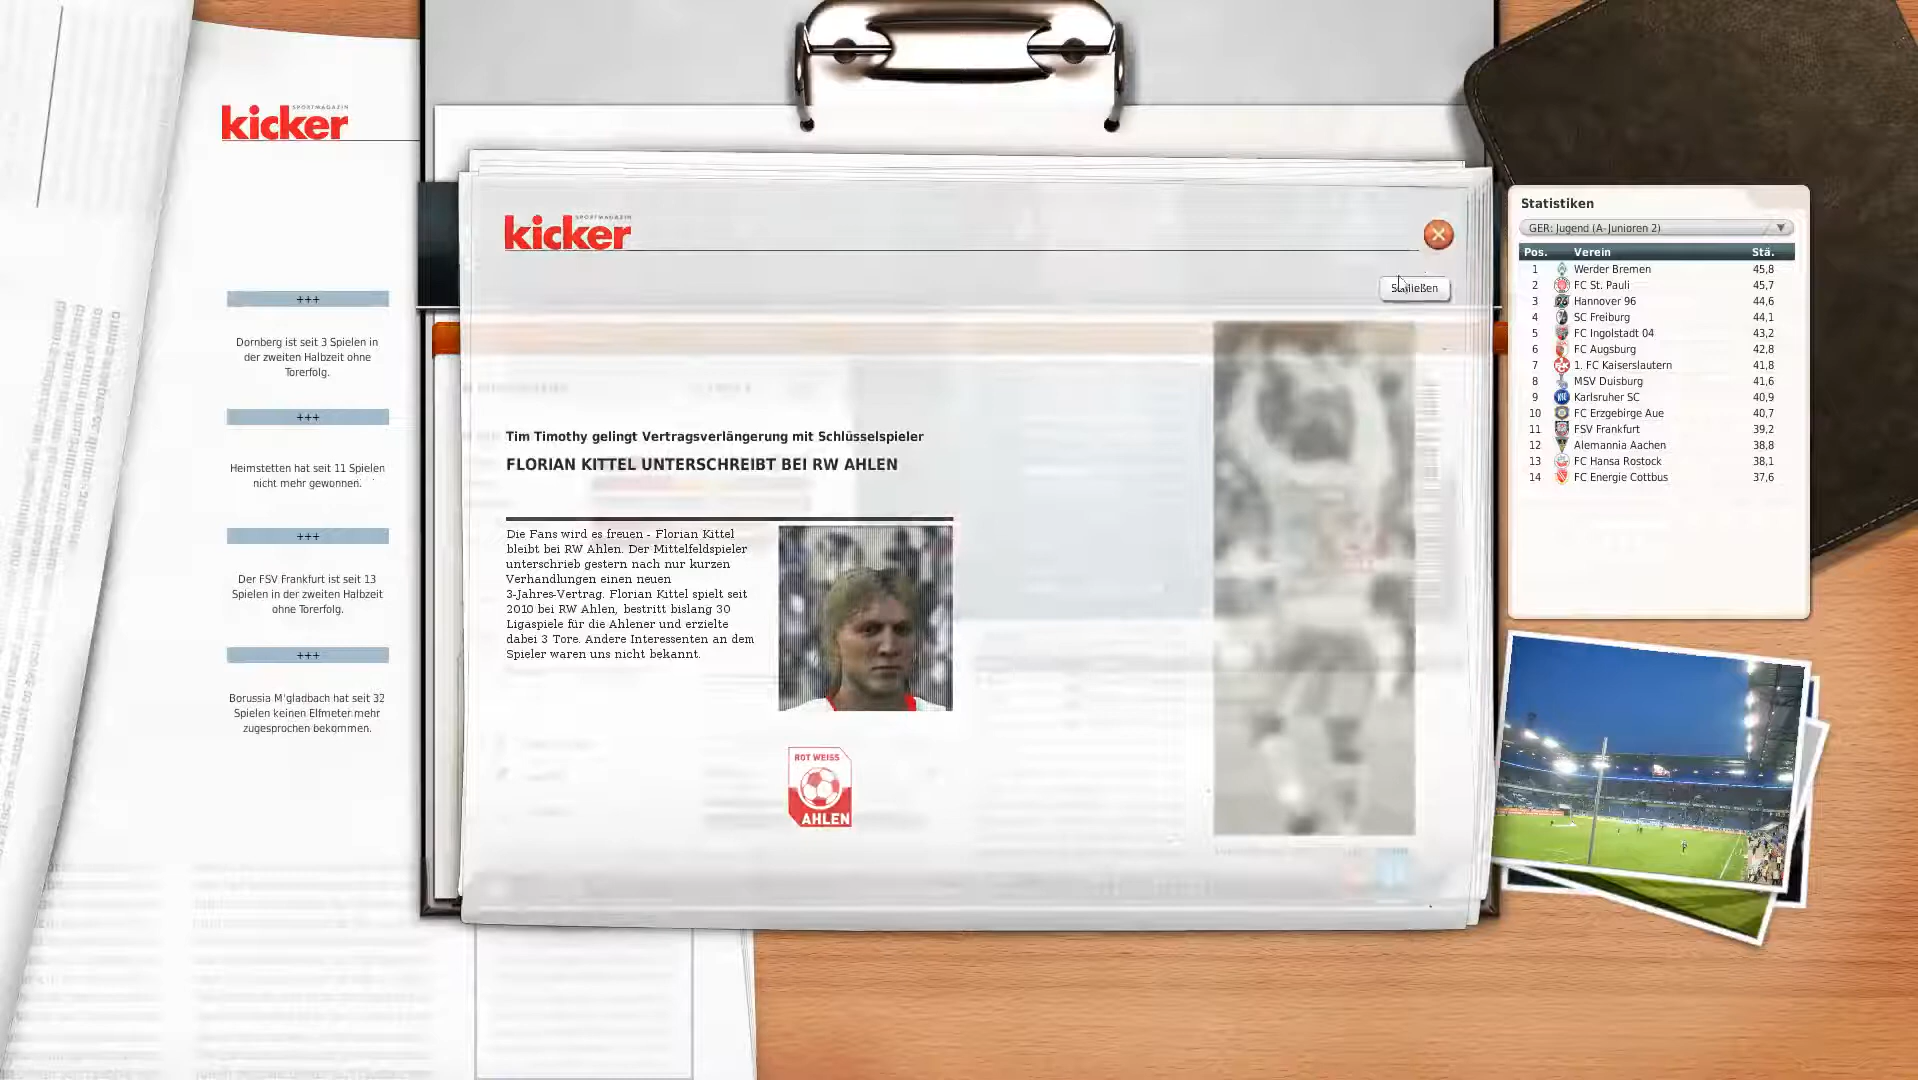 SPORTMAGAZIN
kicker
+++
Dornberg ist seit 3 Spielen in
der zweiten Halbzeit ohne
Torerfolg.
+++
Heimstetten hat seit 11 Spielen
nicht mehr gewonnen.
+++
Der FSV Frankfurt ist seit 13
Spielen in der zweiten Halbzeit
ohne Torerfolg.
+++
Borussia M'gladbach hat seit 32
Spielen keinen Elfmeter mehr
zugesprochen bekommen.
SPORTMAGAZIN
kicker
Schließen
Tim Timothy gelingt Vertragsverlängerung mit Schlüsselspieler
FLORIAN KITTEL UNTERSCHREIBT BEI RW AHLEN
Die Fans wird es freuen - Florian Kittel
bleibt bei RW Ahlen. Der Mittelfeldspieler
unterschrieb gestern nach nur kurzen
Verhandlungen einen neuen
3-Jahres-Vertrag. Florian Kittel spielt seit
2010 bei RW Ahlen, bestritt bislang 30
Ligaspiele für die Ahlener und erzielte
dabei 3 Tore. Andere Interessenten an dem
Spieler waren uns nicht bekannt.
ROT WEISS
AHLEN
Statistiken
GER: Jugend (A-Junioren 2)
Pos. Verein Stä.
1 Werder Bremen 45,8
2 FC St. Pauli 45,7
3 Hannover 96 44,6
4 SC Freiburg 44,1
5 FC Ingolstadt 04 43,2
6 FC Augsburg 42,8
7 1. FC Kaiserslautern 41,8
8 MSV Duisburg 41,6
9 Karlsruher SC 40,9
10 FC Erzgebirge Aue 40,7
11 FSV Frankfurt 39,2
12 Alemannia Aachen 38,8
13 FC Hansa Rostock 38,1
14 FC Energie Cottbus 37,6